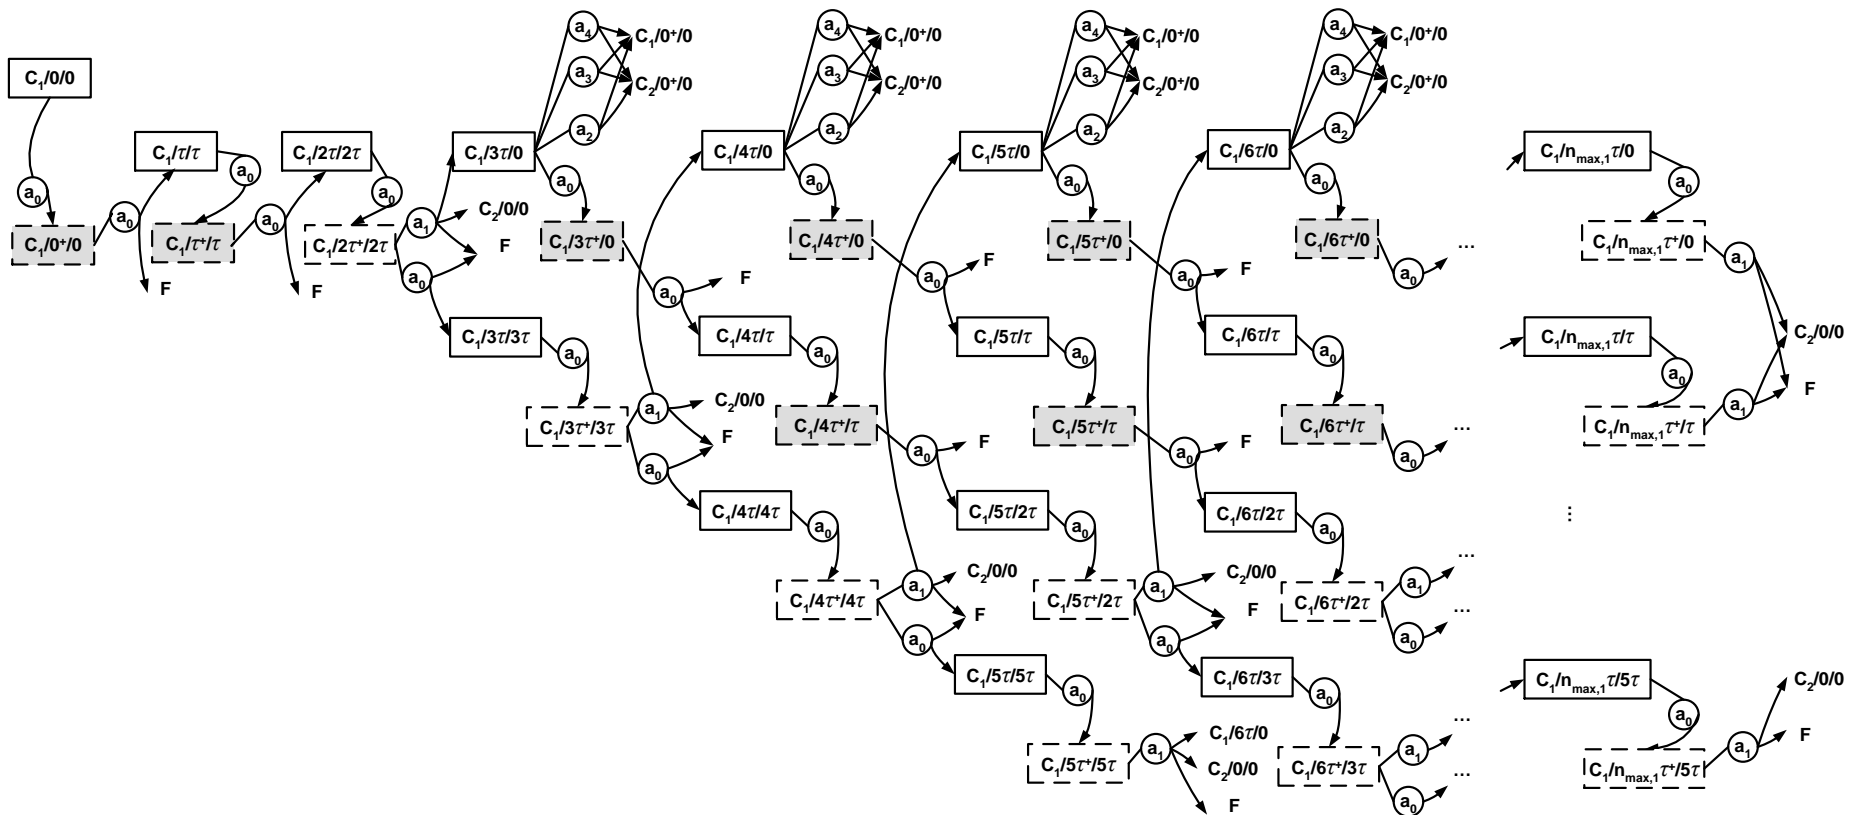 C₁/0/0
a₀
C₁/0⁺/0
a₀
F
C₁/τ/τ
a₀
C₁/τ⁺/τ
a₀
F
C₁/2τ/2τ
a₀
C₁/2τ⁺/2τ
a₁
C₂/0/0
F
a₀
C₁/3τ/0
a₄
a₃
a₂
C₁/0⁺/0
C₂/0⁺/0
a₀
C₁/3τ⁺/0
a₀
F
C₁/3τ/3τ
a₀
C₁/3τ⁺/3τ
a₁
C₂/0/0
F
a₀
C₁/4τ/0
a₄
a₃
a₂
C₁/0⁺/0
C₂/0⁺/0
a₀
C₁/4τ⁺/0
a₀
F
C₁/4τ/τ
a₀
C₁/4τ⁺/τ
a₀
F
C₁/4τ/4τ
a₀
C₁/4τ⁺/4τ
a₁
C₂/0/0
F
a₀
C₁/5τ/0
a₄
a₃
a₂
C₁/0⁺/0
C₂/0⁺/0
a₀
C₁/5τ⁺/0
a₀
F
C₁/5τ/τ
a₀
C₁/5τ⁺/τ
a₀
F
C₁/5τ/2τ
a₀
C₁/5τ⁺/2τ
a₁
C₂/0/0
F
a₀
C₁/5τ/5τ
a₀
C₁/5τ⁺/5τ
a₁
C₁/6τ/0
C₂/0/0
F
C₁/6τ/0
a₄
a₃
a₂
C₁/0⁺/0
C₂/0⁺/0
a₀
C₁/6τ⁺/0
a₀
...
C₁/6τ/τ
a₀
C₁/6τ⁺/τ
a₀
...
C₁/6τ/2τ
a₀
C₁/6τ⁺/2τ
a₁
...
a₀
...
C₁/6τ/3τ
a₀
C₁/6τ⁺/3τ
a₁
...
a₀
...
C₁/nₘₐₓ,₁τ/0
a₀
C₁/nₘₐₓ,₁τ⁺/0
a₁
C₁/nₘₐₓ,₁τ/τ
a₀
C₁/nₘₐₓ,₁τ⁺/τ
a₁
C₂/0/0
F
⋮
C₁/nₘₐₓ,₁τ/5τ
a₀
C₁/nₘₐₓ,₁τ⁺/5τ
a₁
C₂/0/0
F